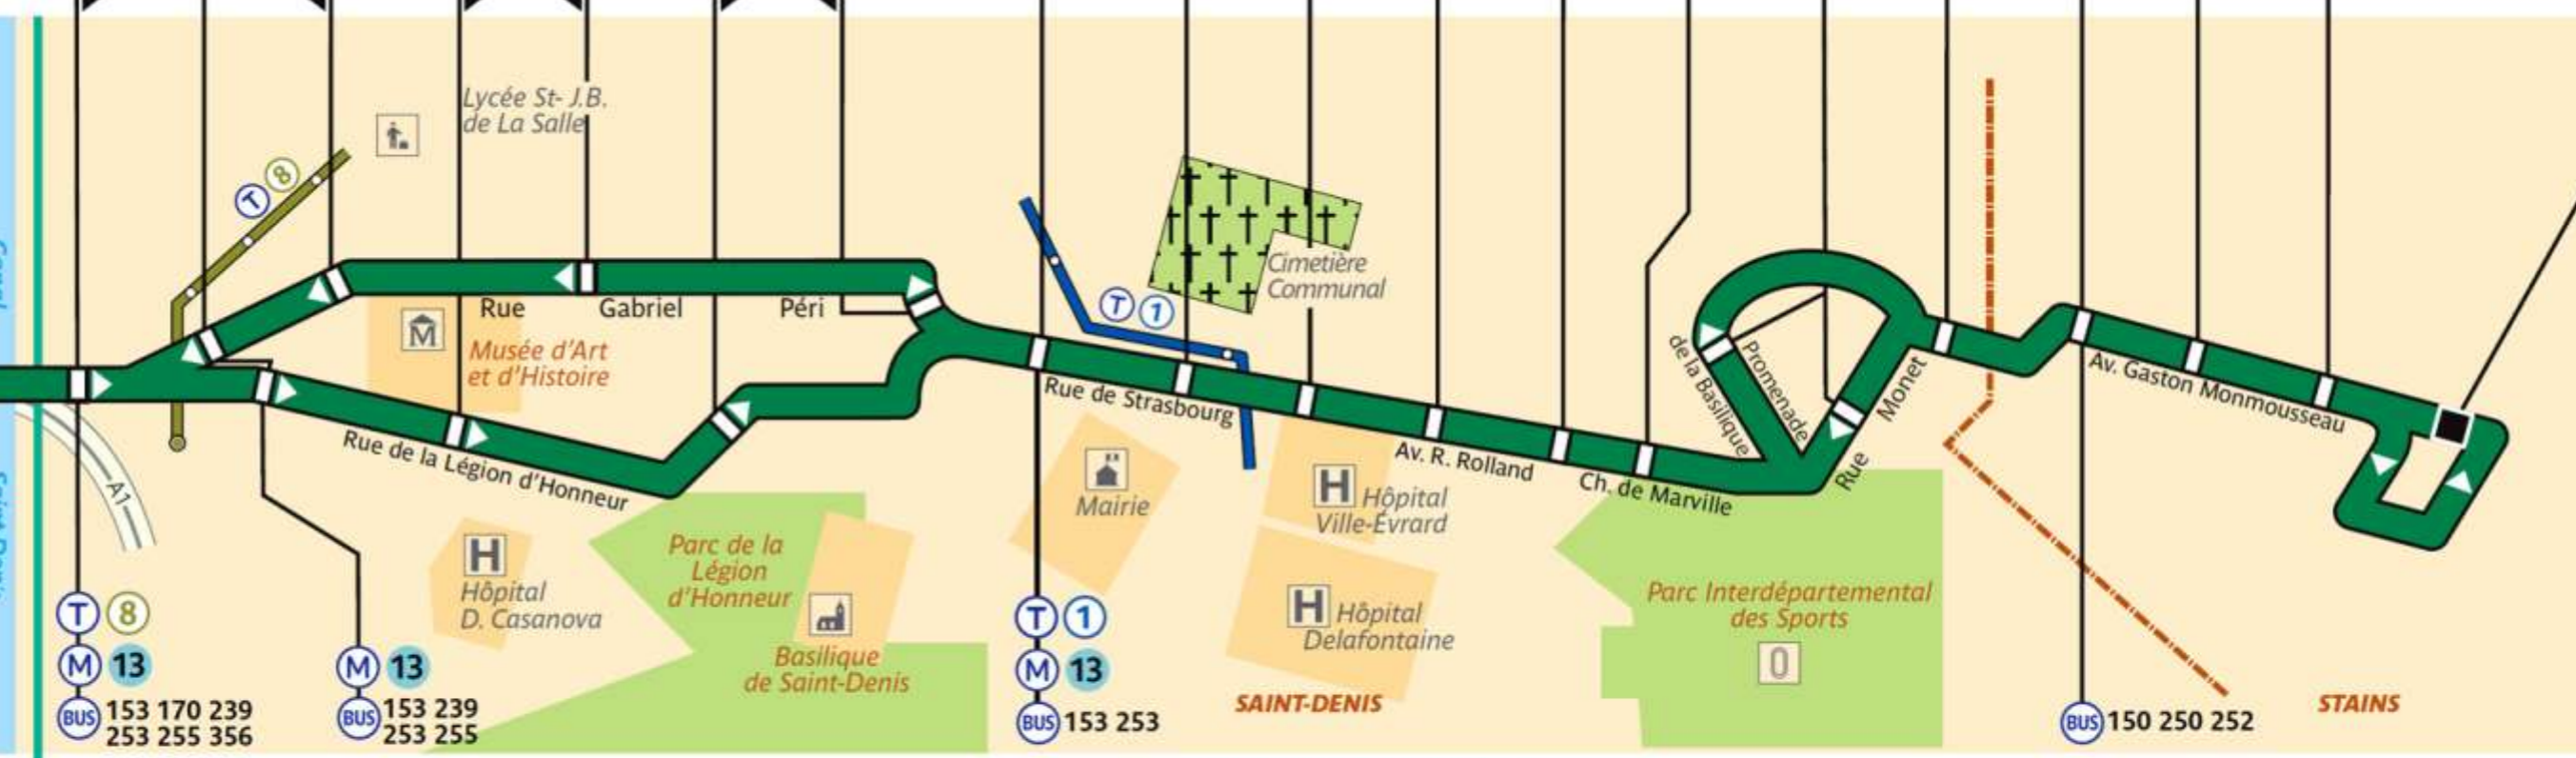 Lycée St- J.B.
de La Salle
T 8
Rue Gabriel Péri
M
Musée d'Art
et d'Histoire
Rue de la Légion d'Honneur
A1
H
Hôpital
D. Casanova
Parc de la
Légion
d'Honneur
Basilique
de Saint-Denis
T 8
M 13
BUS 153 170 239
253 255 356
M 13
BUS 153 239
253 255
T 1
Cimetière
Communal
Rue de Strasbourg
Mairie
H Hôpital
Ville-Évrard
H Hôpital
Delafontaine
T 1
M 13
BUS 153 253
SAINT-DENIS
Av. R. Rolland
Ch. de Marville
Promenade
de la Basilique
Rue Monet
Parc Interdépartemental
des Sports
Av. Gaston Monmousseau
BUS 150 250 252
STAINS